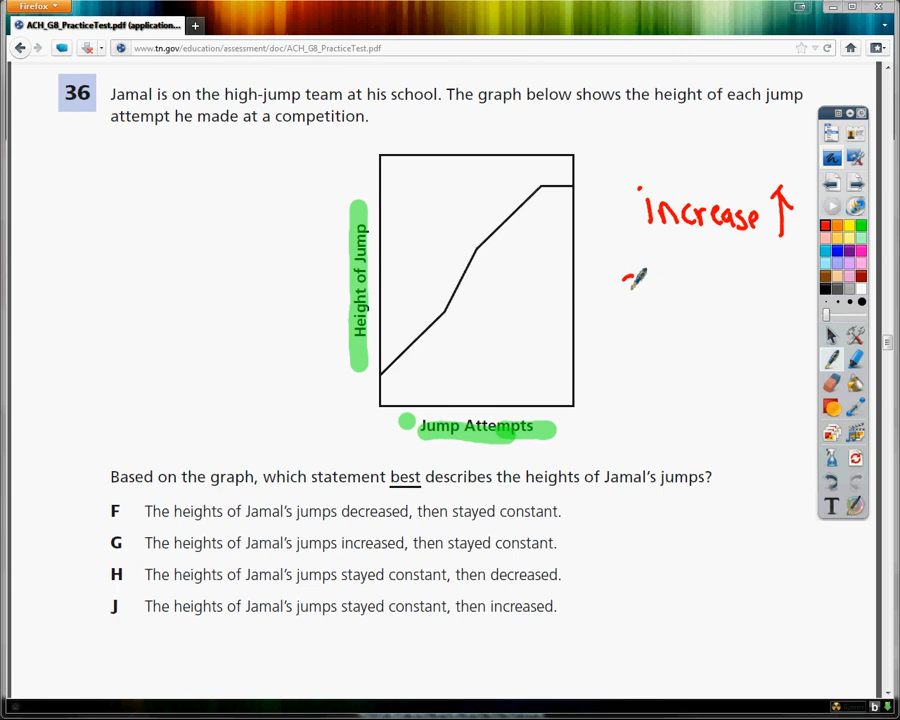 Firefox
ACH_G8_PracticeTest.pdf (application...
www.tn.gov/education/assessment/doc/ACH_G8_PracticeTest.pdf
36 Jamal is on the high-jump team at his school. The graph below shows the height of each jump
attempt he made at a competition.
Height of Jump
Jump Attempts
increase
Based on the graph, which statement best describes the heights of Jamal's jumps?
F The heights of Jamal's jumps decreased, then stayed constant.
G The heights of Jamal's jumps increased, then stayed constant.
H The heights of Jamal's jumps stayed constant, then decreased.
J The heights of Jamal's jumps stayed constant, then increased.